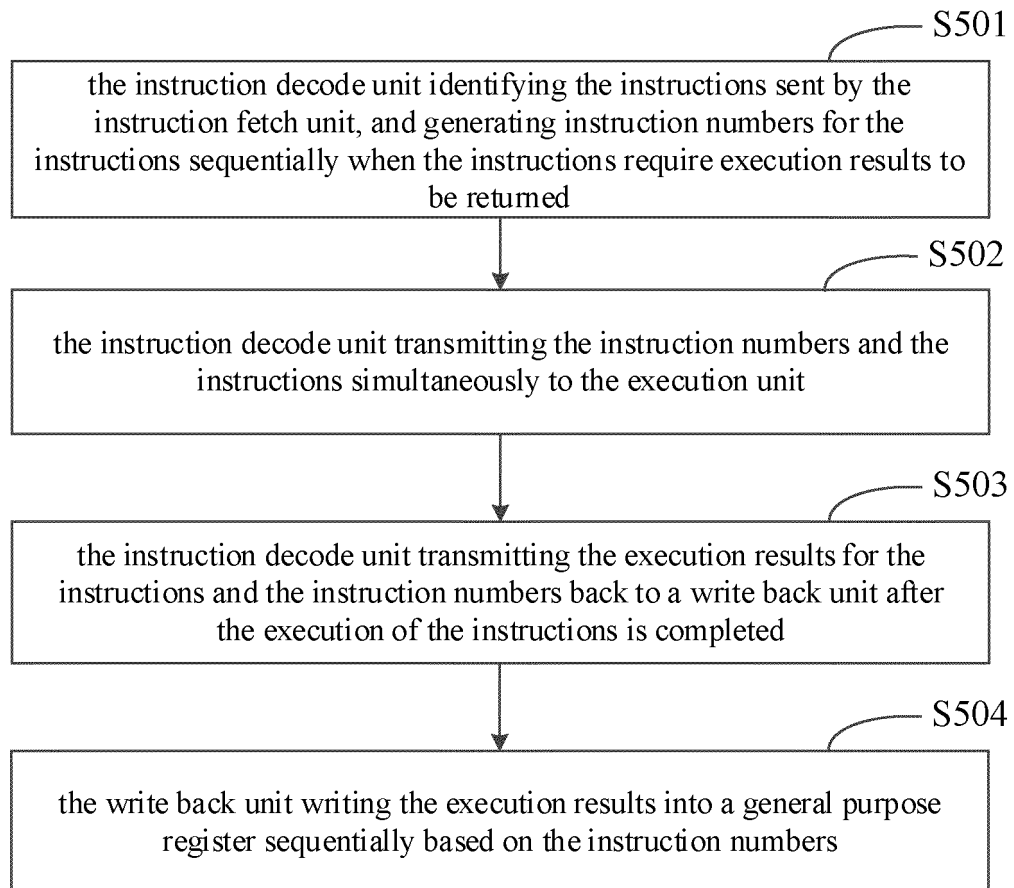 S501
the instruction decode unit identifying the instructions sent by the
instruction fetch unit, and generating instruction numbers for the
instructions sequentially when the instructions require execution results to
be returned
S502
the instruction decode unit transmitting the instruction numbers and the
instructions simultaneously to the execution unit
S503
the instruction decode unit transmitting the execution results for the
instructions and the instruction numbers back to a write back unit after
the execution of the instructions is completed
S504
the write back unit writing the execution results into a general purpose
register sequentially based on the instruction numbers